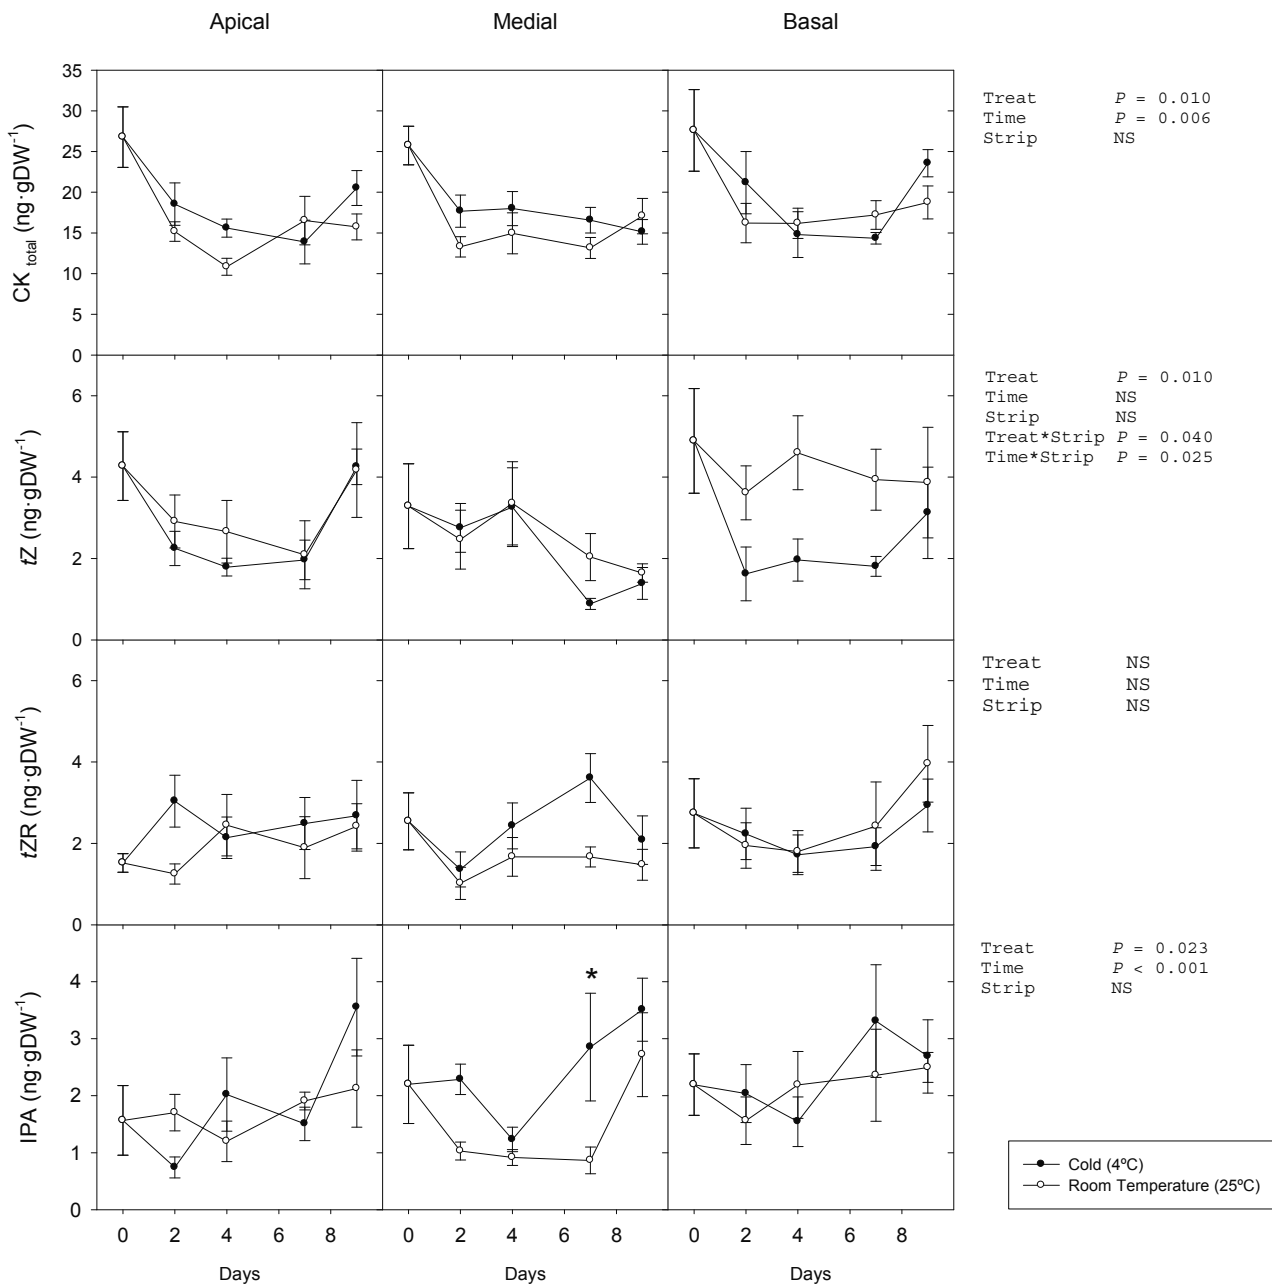 Apical Medial Basal
35
30
25
20
15
10
5
0
CK total (ng·gDW-1)
Treat P = 0.010
Time P = 0.006
Strip NS
6
4
2
0
tZ (ng·gDW-1)
Treat P = 0.010
Time NS
Strip NS
Treat*Strip P = 0.040
Time*Strip P = 0.025
6
4
2
0
tZR (ng·gDW-1)
Treat NS
Time NS
Strip NS
4
3
2
1
0
IPA (ng·gDW-1)
*
Treat P = 0.023
Time P < 0.001
Strip NS
Cold (4ºC)
Room Temperature (25ºC)
0 2 4 6 8 0 2 4 6 8 0 2 4 6 8
Days Days Days